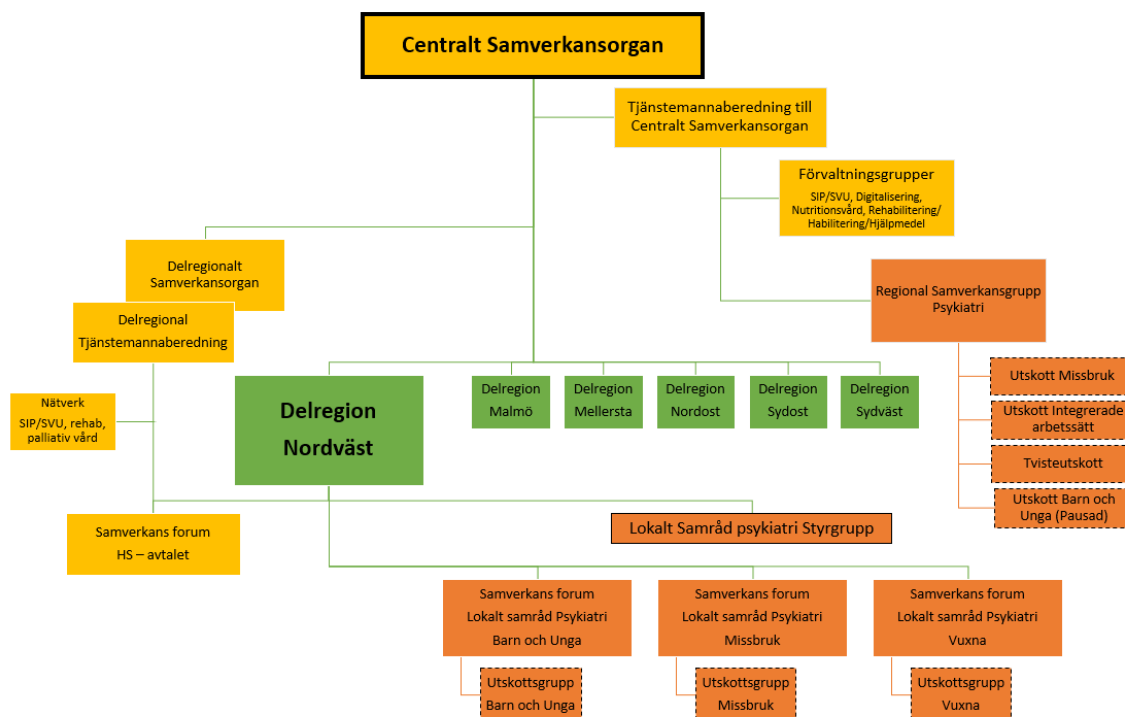 Centralt Samverkansorgan
Tjänstemannaberedning till
Centralt Samverkansorgan
Förvaltningsgrupper
SIP/SVU, Digitalisering,
Nutritionsvård, Rehabilitering/
Habilitering/Hjälpmedel
Delregionalt
Samverkansorgan
Delregional
Tjänstemannaberedning
Regional Samverkansgrupp
Psykiatri
Nätverk
SIP/SVU, rehab,
palliativ vård
Delregion
Nordväst
Delregion
Malmö
Delregion
Mellersta
Delregion
Nordost
Delregion
Sydost
Delregion
Sydväst
Utskott Missbruk
Utskott Integrerade
arbetssätt
Tvisteutskott
Utskott Barn och
Unga (Pausad)
Samverkans forum
HS – avtalet
Lokalt Samråd psykiatri Styrgrupp
Samverkans forum
Lokalt samråd Psykiatri
Barn och Unga
Samverkans forum
Lokalt samråd Psykiatri
Missbruk
Samverkans forum
Lokalt samråd Psykiatri
Vuxna
Utskottsgrupp
Barn och Unga
Utskottsgrupp
Missbruk
Utskottsgrupp
Vuxna